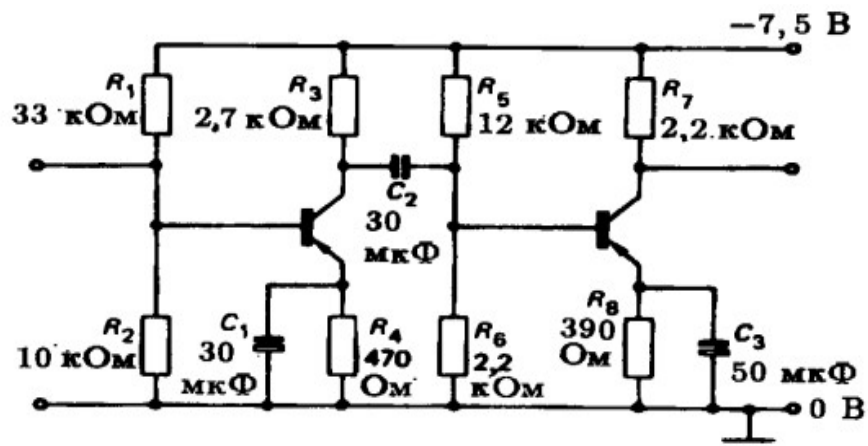 −7,5 В
R₁
33 кОм
R₃
2,7 кОм
R₅
12 кОм
R₇
2,2 кОм
C₂
30
мкФ
R₂
10 кОм
C₁
30
мкФ
R₄
470
Ом
R₆
2,2
кОм
R₈
390
Ом
C₃
50 мкФ
0 В